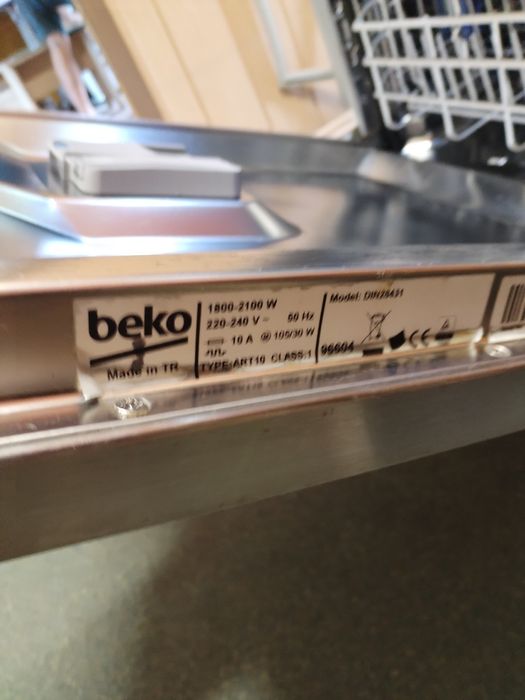 beko
Made in TR
1800-2100 W
220-240 V ~ 50 Hz
10 A 105/30 W
TYPE:ART10 CLASS:1
Model: DIN28431
96604
CE